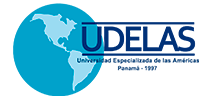 UDELAS
Universidad Especializada de las Américas
Panamá - 1997